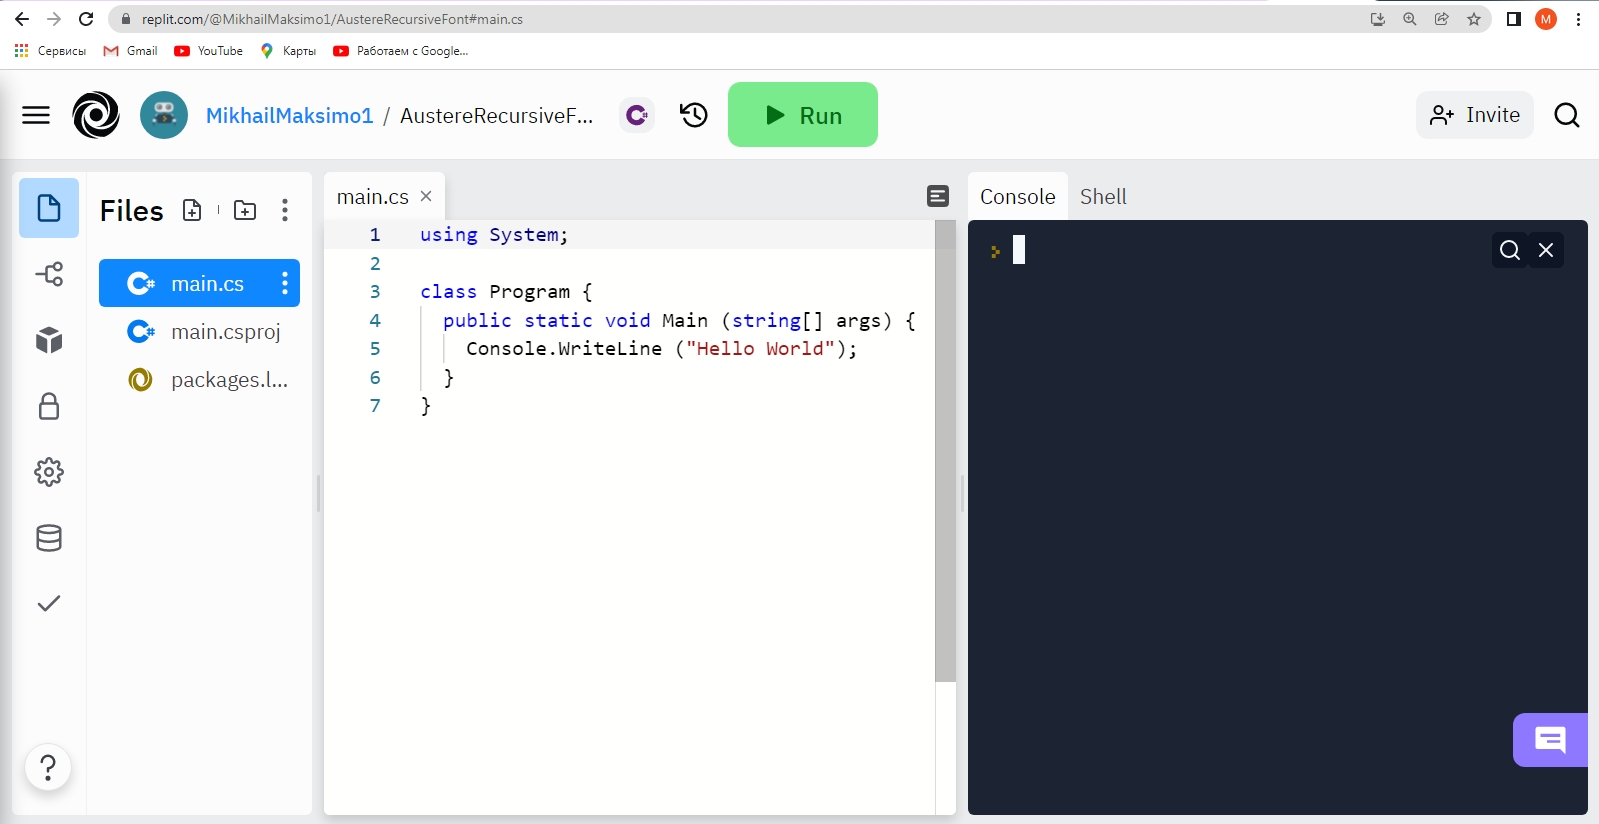 replit.com/@MikhailMaksimo1/AustereRecursiveFont#main.cs
M
Сервисы Gmail YouTube Карты Работаем с Google...
MikhailMaksimo1 / AustereRecursiveF... C# Run Invite
Files
main.cs
main.csproj
packages.l...
main.cs
1 using System;
2
3 class Program {
4 public static void Main (string[] args) {
5 Console.WriteLine ("Hello World");
6 }
7 }
Console Shell
?